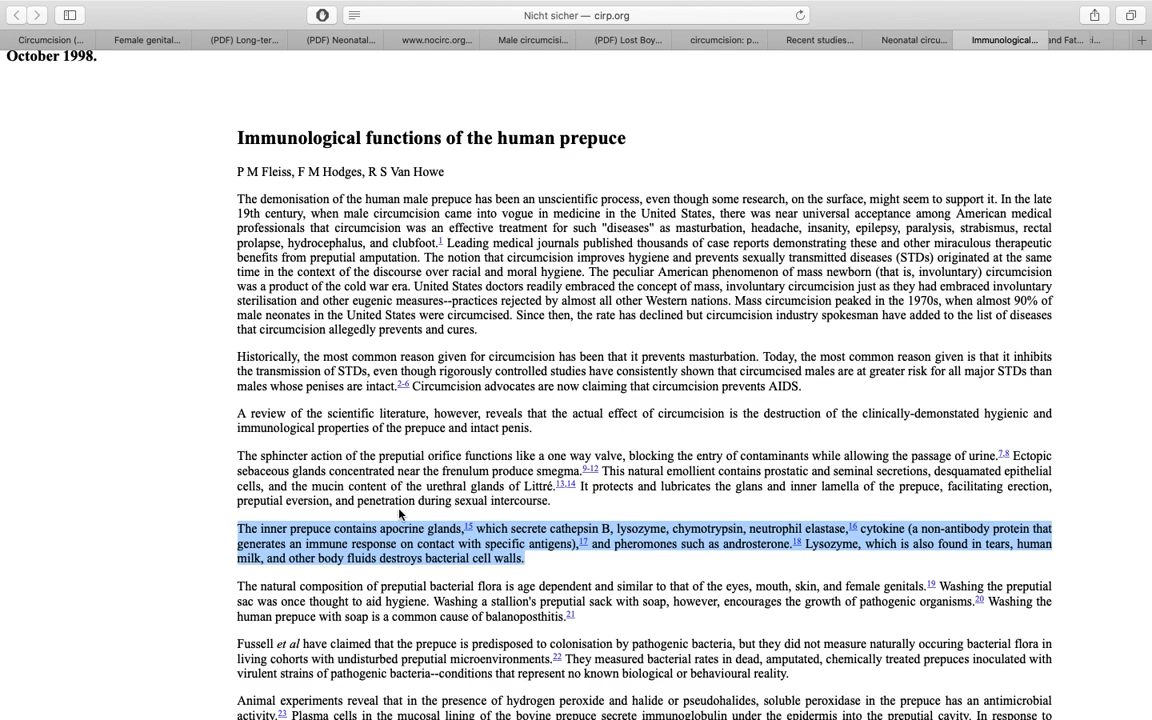 Nicht sicher — cirp.org
Circumcision (...
Female genital...
(PDF) Long-ter...
(PDF) Neonatal...
www.nocirc.org...
Male circumcisi...
(PDF) Lost Boy...
circumcision: p...
Recent studies...
Neonatal circu...
Immunological...
and Fat...
October 1998.
Immunological functions of the human prepuce
P M Fleiss, F M Hodges, R S Van Howe
The demonisation of the human male prepuce has been an unscientific process, even though some research, on the surface, might seem to support it. In the late
19th century, when male circumcision came into vogue in medicine in the United States, there was near universal acceptance among American medical
professionals that circumcision was an effective treatment for such "diseases" as masturbation, headache, insanity, epilepsy, paralysis, strabismus, rectal
prolapse, hydrocephalus, and clubfoot.1 Leading medical journals published thousands of case reports demonstrating these and other miraculous therapeutic
benefits from preputial amputation. The notion that circumcision improves hygiene and prevents sexually transmitted diseases (STDs) originated at the same
time in the context of the discourse over racial and moral hygiene. The peculiar American phenomenon of mass newborn (that is, involuntary) circumcision
was a product of the cold war era. United States doctors readily embraced the concept of mass, involuntary circumcision just as they had embraced involuntary
sterilisation and other eugenic measures--practices rejected by almost all other Western nations. Mass circumcision peaked in the 1970s, when almost 90% of
male neonates in the United States were circumcised. Since then, the rate has declined but circumcision industry spokesman have added to the list of diseases
that circumcision allegedly prevents and cures.
Historically, the most common reason given for circumcision has been that it prevents masturbation. Today, the most common reason given is that it inhibits
the transmission of STDs, even though rigorously controlled studies have consistently shown that circumcised males are at greater risk for all major STDs than
males whose penises are intact.2-6 Circumcision advocates are now claiming that circumcision prevents AIDS.
A review of the scientific literature, however, reveals that the actual effect of circumcision is the destruction of the clinically-demonstated hygienic and
immunological properties of the prepuce and intact penis.
The sphincter action of the preputial orifice functions like a one way valve, blocking the entry of contaminants while allowing the passage of urine.7,8 Ectopic
sebaceous glands concentrated near the frenulum produce smegma.9-12 This natural emollient contains prostatic and seminal secretions, desquamated epithelial
cells, and the mucin content of the urethral glands of Littré.13,14 It protects and lubricates the glans and inner lamella of the prepuce, facilitating erection,
preputial eversion, and penetration during sexual intercourse.
The inner prepuce contains apocrine glands,15 which secrete cathepsin B, lysozyme, chymotrypsin, neutrophil elastase,16 cytokine (a non-antibody protein that
generates an immune response on contact with specific antigens),17 and pheromones such as androsterone.18 Lysozyme, which is also found in tears, human
milk, and other body fluids destroys bacterial cell walls.
The natural composition of preputial bacterial flora is age dependent and similar to that of the eyes, mouth, skin, and female genitals.19 Washing the preputial
sac was once thought to aid hygiene. Washing a stallion's preputial sack with soap, however, encourages the growth of pathogenic organisms.20 Washing the
human prepuce with soap is a common cause of balanoposthitis.21
Fussell et al have claimed that the prepuce is predisposed to colonisation by pathogenic bacteria, but they did not measure naturally occuring bacterial flora in
living cohorts with undisturbed preputial microenvironments.22 They measured bacterial rates in dead, amputated, chemically treated prepuces inoculated with
virulent strains of pathogenic bacteria--conditions that represent no known biological or behavioural reality.
Animal experiments reveal that in the presence of hydrogen peroxide and halide or pseudohalides, soluble peroxidase in the prepuce has an antimicrobial
activity.23 Plasma cells in the mucosal lining of the bovine prepuce secrete immunoglobulin under the epidermis into the preputial cavity. In response to